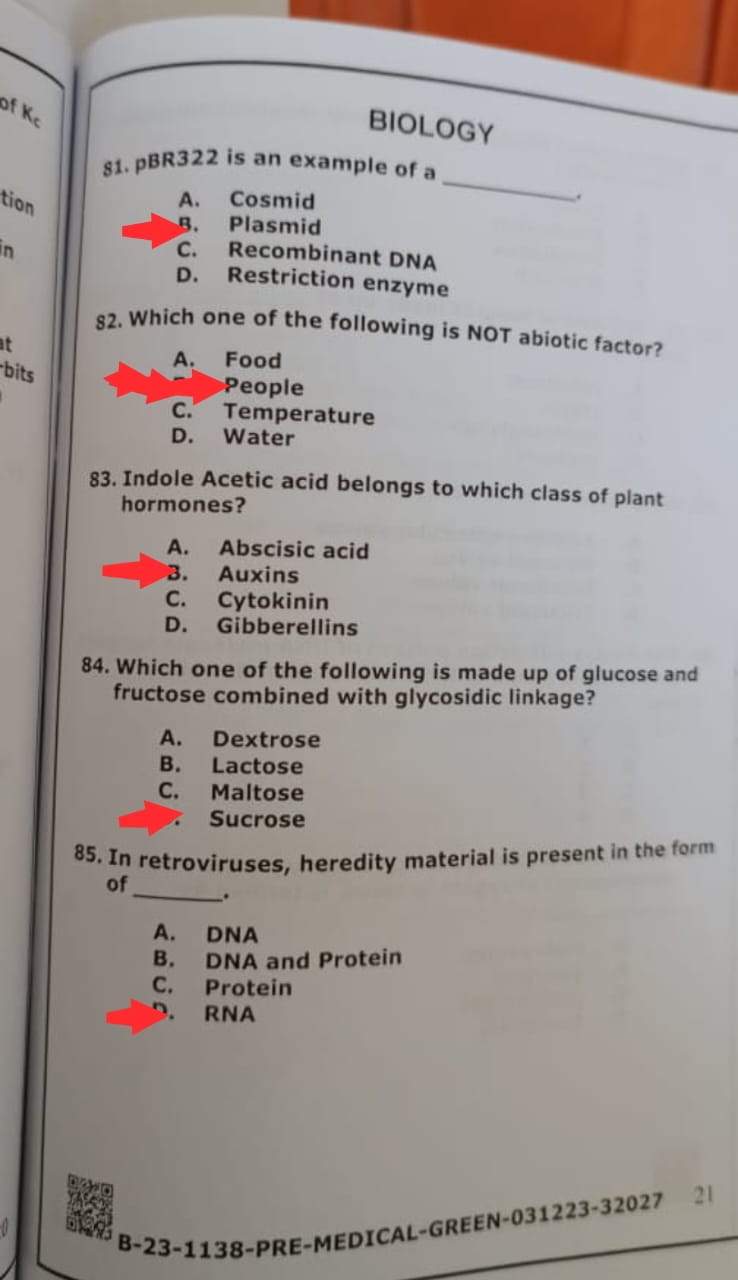 of Kc
tion
in
at
rbits
BIOLOGY
81. pBR322 is an example of a ________.
A. Cosmid
B. Plasmid
C. Recombinant DNA
D. Restriction enzyme
82. Which one of the following is NOT abiotic factor?
A. Food
People
C. Temperature
D. Water
83. Indole Acetic acid belongs to which class of plant
hormones?
A. Abscisic acid
B. Auxins
C. Cytokinin
D. Gibberellins
84. Which one of the following is made up of glucose and
fructose combined with glycosidic linkage?
A. Dextrose
B. Lactose
C. Maltose
Sucrose
85. In retroviruses, heredity material is present in the form
of ________.
A. DNA
B. DNA and Protein
C. Protein
D. RNA
B-23-1138-PRE-MEDICAL-GREEN-031223-32027 21